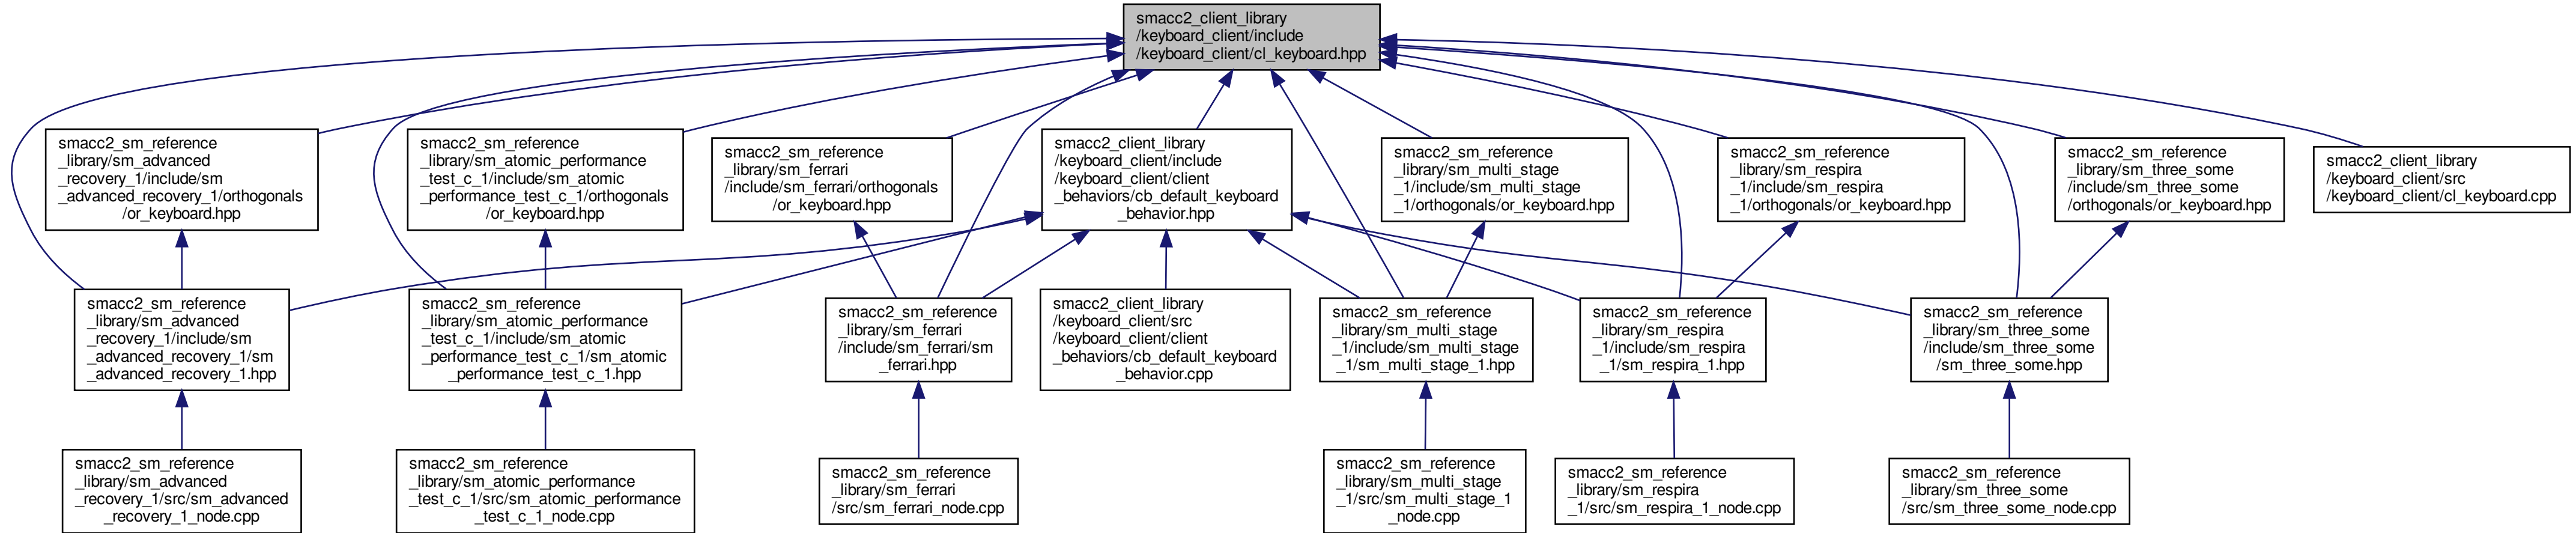 smacc2_client_library
/keyboard_client/include
/keyboard_client/cl_keyboard.hpp
smacc2_sm_reference
_library/sm_advanced
_recovery_1/include/sm
_advanced_recovery_1/orthogonals
/or_keyboard.hpp
smacc2_sm_reference
_library/sm_atomic_performance
_test_c_1/include/sm_atomic
_performance_test_c_1/orthogonals
/or_keyboard.hpp
smacc2_sm_reference
_library/sm_ferrari
/include/sm_ferrari/orthogonals
/or_keyboard.hpp
smacc2_client_library
/keyboard_client/include
/keyboard_client/client
_behaviors/cb_default_keyboard
_behavior.hpp
smacc2_sm_reference
_library/sm_multi_stage
_1/include/sm_multi_stage
_1/orthogonals/or_keyboard.hpp
smacc2_sm_reference
_library/sm_respira
_1/include/sm_respira
_1/orthogonals/or_keyboard.hpp
smacc2_sm_reference
_library/sm_three_some
/include/sm_three_some
/orthogonals/or_keyboard.hpp
smacc2_client_library
/keyboard_client/src
/keyboard_client/cl_keyboard.cpp
smacc2_sm_reference
_library/sm_advanced
_recovery_1/include/sm
_advanced_recovery_1/sm
_advanced_recovery_1.hpp
smacc2_sm_reference
_library/sm_atomic_performance
_test_c_1/include/sm_atomic
_performance_test_c_1/sm_atomic
_performance_test_c_1.hpp
smacc2_sm_reference
_library/sm_ferrari
/include/sm_ferrari/sm
_ferrari.hpp
smacc2_client_library
/keyboard_client/src
/keyboard_client/client
_behaviors/cb_default_keyboard
_behavior.cpp
smacc2_sm_reference
_library/sm_multi_stage
_1/include/sm_multi_stage
_1/sm_multi_stage_1.hpp
smacc2_sm_reference
_library/sm_respira
_1/include/sm_respira
_1/sm_respira_1.hpp
smacc2_sm_reference
_library/sm_three_some
/include/sm_three_some
/sm_three_some.hpp
smacc2_sm_reference
_library/sm_advanced
_recovery_1/src/sm_advanced
_recovery_1_node.cpp
smacc2_sm_reference
_library/sm_atomic_performance
_test_c_1/src/sm_atomic_performance
_test_c_1_node.cpp
smacc2_sm_reference
_library/sm_ferrari
/src/sm_ferrari_node.cpp
smacc2_sm_reference
_library/sm_multi_stage
_1/src/sm_multi_stage_1
_node.cpp
smacc2_sm_reference
_library/sm_respira
_1/src/sm_respira_1_node.cpp
smacc2_sm_reference
_library/sm_three_some
/src/sm_three_some_node.cpp